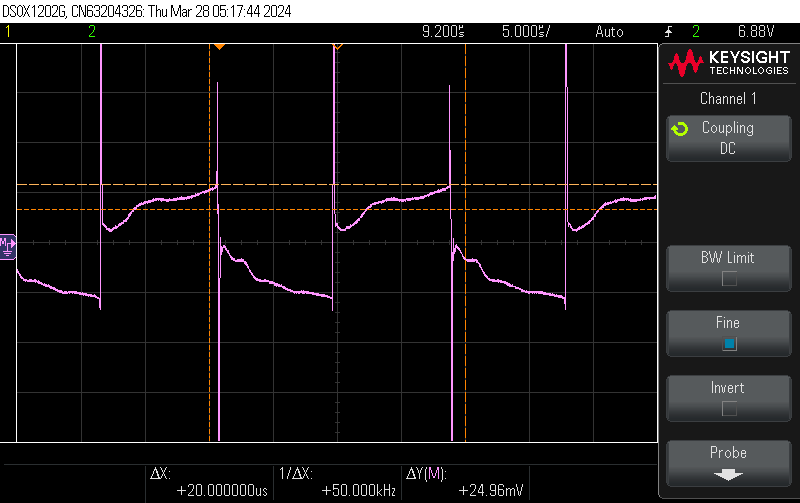 DSOX1202G, CN63204326: Thu Mar 28 05:17:44 2024
1 2 9.200s 5.000s/ Auto 2 6.88V
KEYSIGHT
TECHNOLOGIES
Channel 1
Coupling
DC
M
BW Limit
Fine
Invert
Probe
ΔX: 1/ΔX: ΔY(M):
+20.000000us +50.000kHz +24.96mV